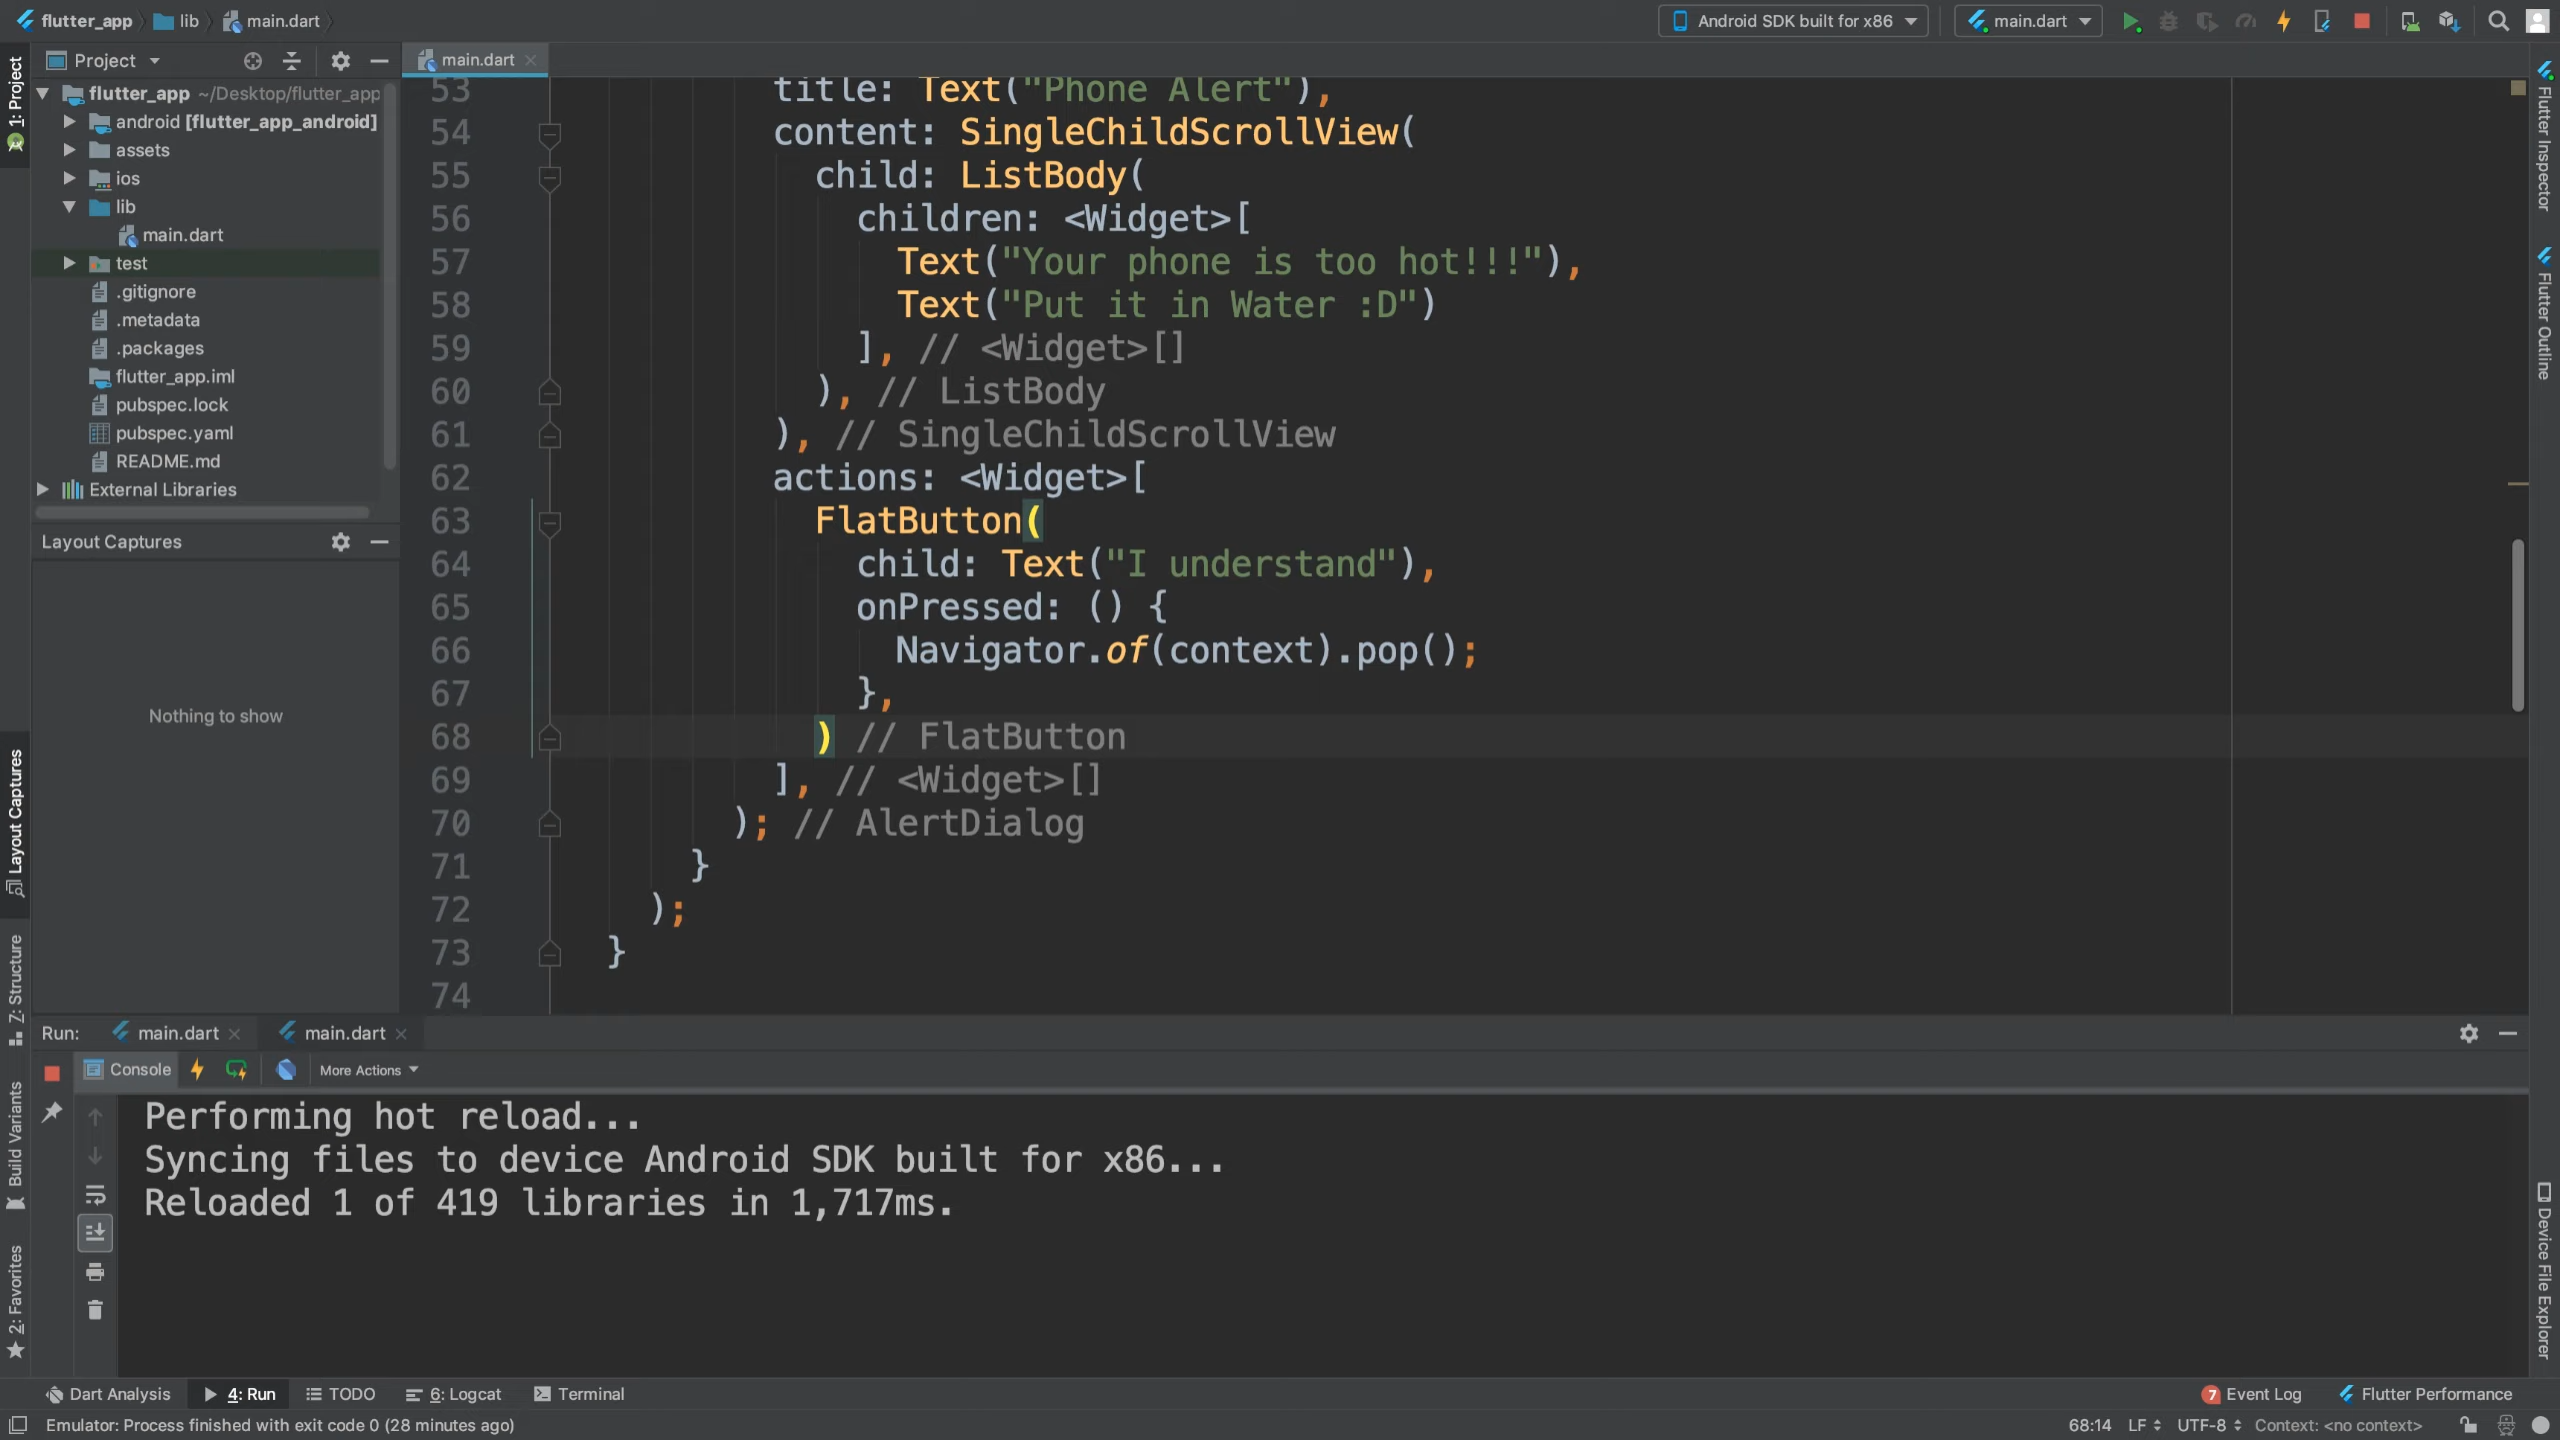 flutter_app
lib
main.dart
Android SDK built for x86
main.dart
Project
main.dart
1: Project
flutter_app ~/Desktop/flutter_app
android [flutter_app_android]
assets
ios
lib
main.dart
test
.gitignore
.metadata
.packages
flutter_app.iml
pubspec.lock
pubspec.yaml
README.md
External Libraries
Layout Captures
Nothing to show
Layout Captures
Z: Structure
Build Variants
2: Favorites
53 title: Text("Phone Alert"),
54 content: SingleChildScrollView(
55 child: ListBody(
56 children: <Widget>[
57 Text("Your phone is too hot!!!"),
58 Text("Put it in Water :D")
59 ], // <Widget>[]
60 ), // ListBody
61 ), // SingleChildScrollView
62 actions: <Widget>[
63 FlatButton(
64 child: Text("I understand"),
65 onPressed: () {
66 Navigator.of(context).pop();
67 },
68 ) // FlatButton
69 ], // <Widget>[]
70 ); // AlertDialog
71 }
72 );
73 }
74
Flutter Inspector
Flutter Outline
Device File Explorer
Run:
main.dart
main.dart
Console
More Actions
Performing hot reload...
Syncing files to device Android SDK built for x86...
Reloaded 1 of 419 libraries in 1,717ms.
Dart Analysis
4: Run
TODO
6: Logcat
Terminal
7 Event Log
Flutter Performance
Emulator: Process finished with exit code 0 (28 minutes ago)
68:14 LF UTF-8 Context: <no context>